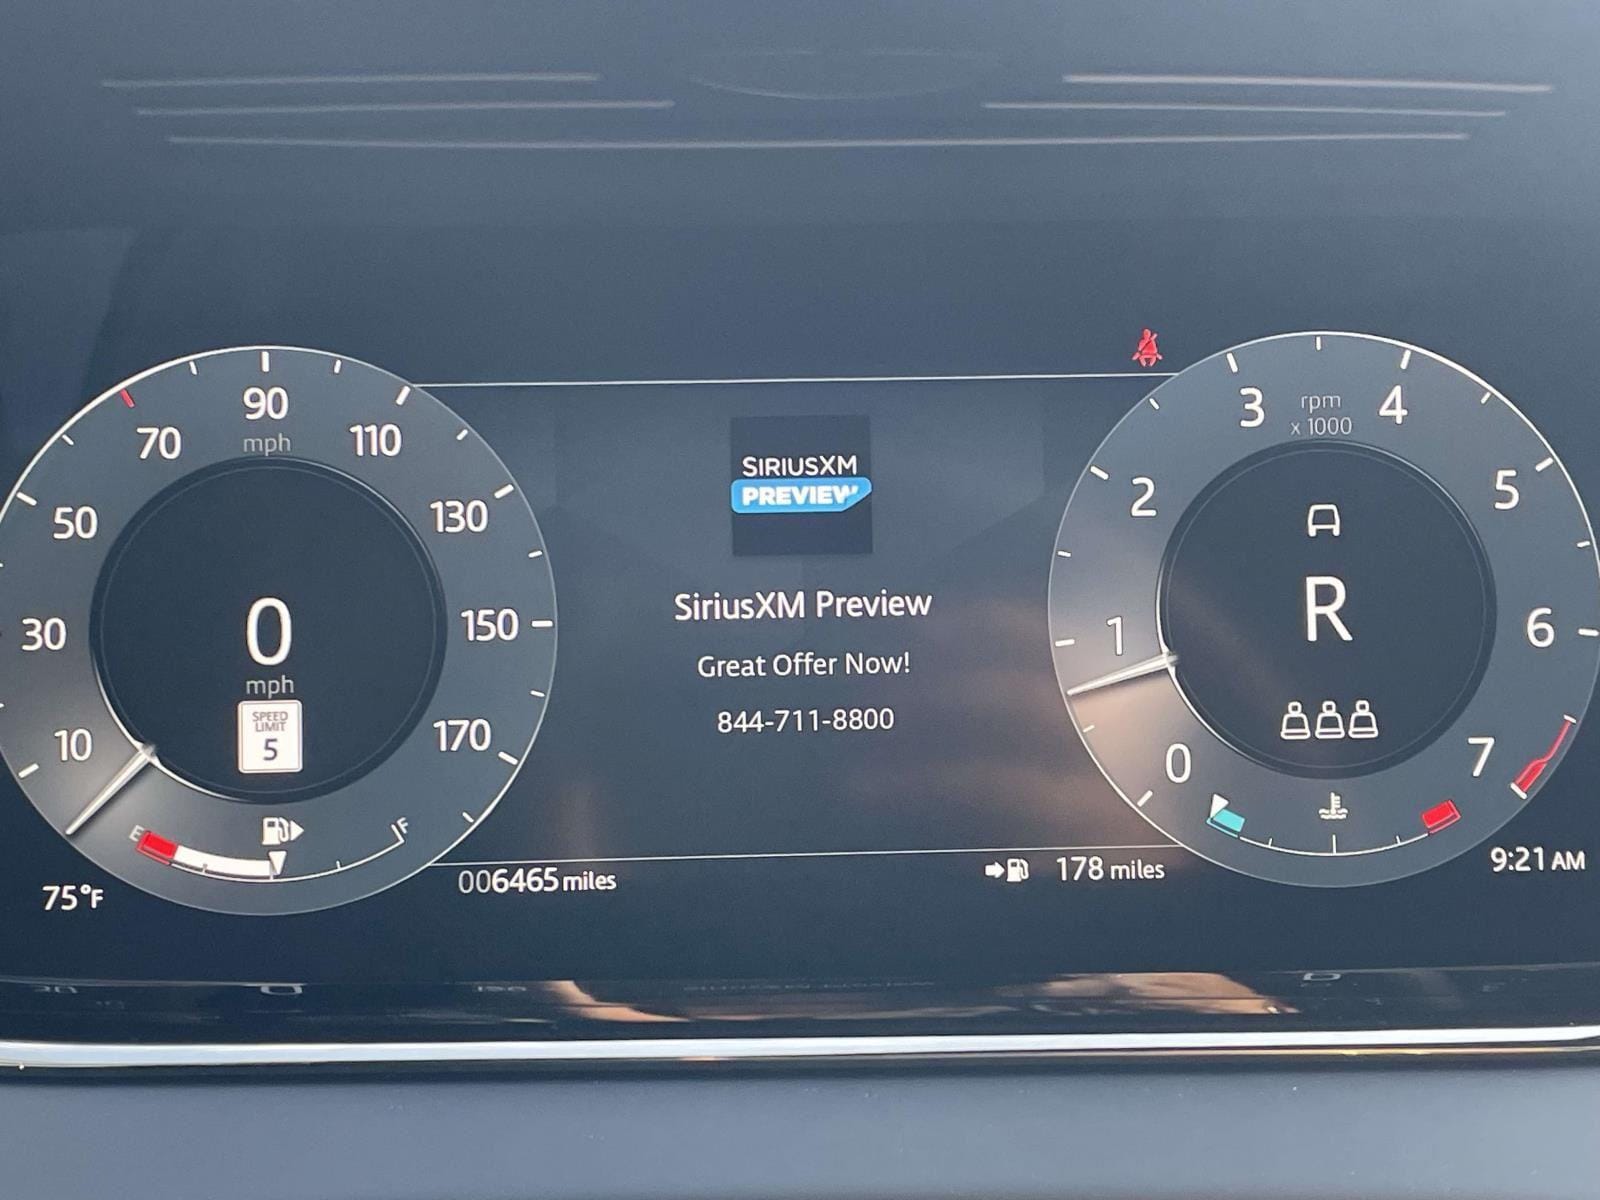 70
90
mph
110
50
130
30
150
10
170
0
mph
SPEED
LIMIT
5
E
F
75°F
SIRIUSXM
PREVIEW
SiriusXM Preview
Great Offer Now!
844-711-8800
006465 miles
178 miles
rpm
x 1000
3
4
2
5
1
6
0
7
R
9:21 AM